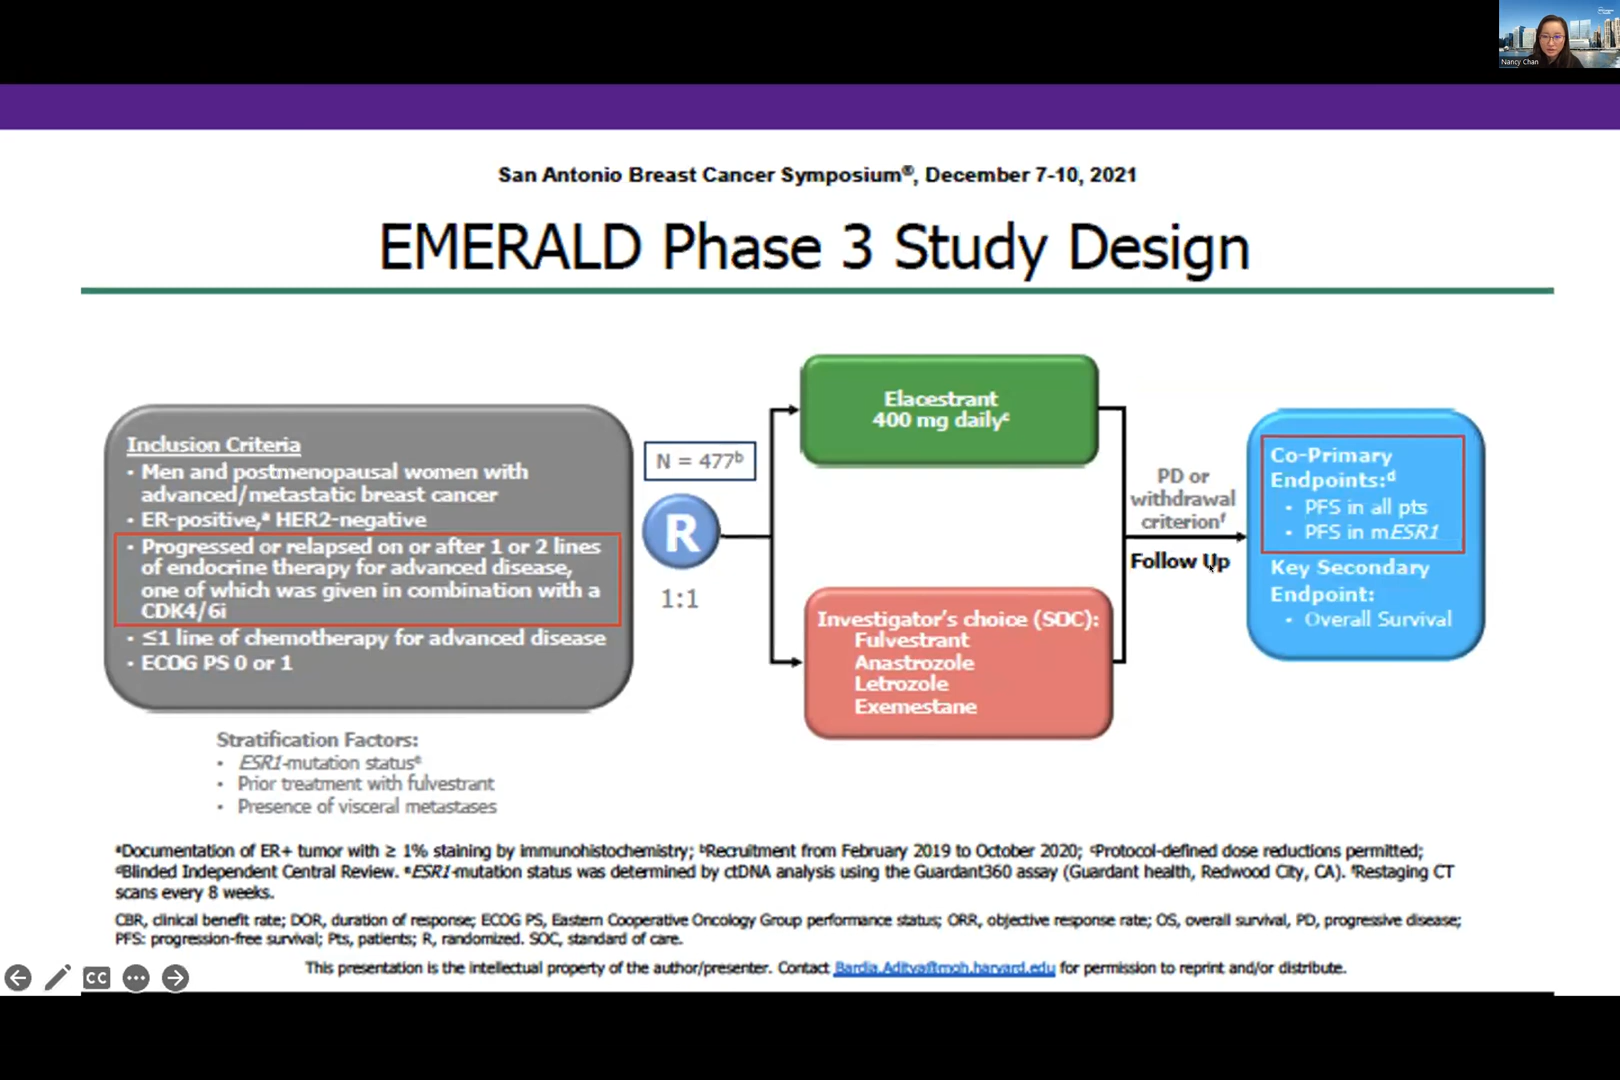 Nancy Chan
San Antonio Breast Cancer Symposium®, December 7-10, 2021
EMERALD Phase 3 Study Design
Inclusion Criteria
• Men and postmenopausal women with
advanced/metastatic breast cancer
• ER-positive,ᵃ HER2-negative
• Progressed or relapsed on or after 1 or 2 lines
of endocrine therapy for advanced disease,
one of which was given in combination with a
CDK4/6i
• ≤1 line of chemotherapy for advanced disease
• ECOG PS 0 or 1
Stratification Factors:
• ESR1-mutation statusᵉ
• Prior treatment with fulvestrant
• Presence of visceral metastases
N = 477ᵇ
R
1:1
Elacestrant
400 mg dailyᶜ
Investigator's choice (SOC):
Fulvestrant
Anastrozole
Letrozole
Exemestane
PD or
withdrawal
criterionᶠ
Follow Up
Co-Primary
Endpoints:ᵈ
• PFS in all pts
• PFS in mESR1
Key Secondary
Endpoint:
• Overall Survival
ᵃDocumentation of ER+ tumor with ≥ 1% staining by immunohistochemistry; ᵇRecruitment from February 2019 to October 2020; ᶜProtocol-defined dose reductions permitted;
ᵈBlinded Independent Central Review. ᵉESR1-mutation status was determined by ctDNA analysis using the Guardant360 assay (Guardant health, Redwood City, CA). ᶠRestaging CT
scans every 8 weeks.
CBR, clinical benefit rate; DOR, duration of response; ECOG PS, Eastern Cooperative Oncology Group performance status; ORR, objective response rate; OS, overall survival, PD, progressive disease;
PFS: progression-free survival; Pts, patients; R, randomized. SOC, standard of care.
This presentation is the intellectual property of the author/presenter. Contact Bardia.Aditya@mgh.harvard.edu for permission to reprint and/or distribute.
CC